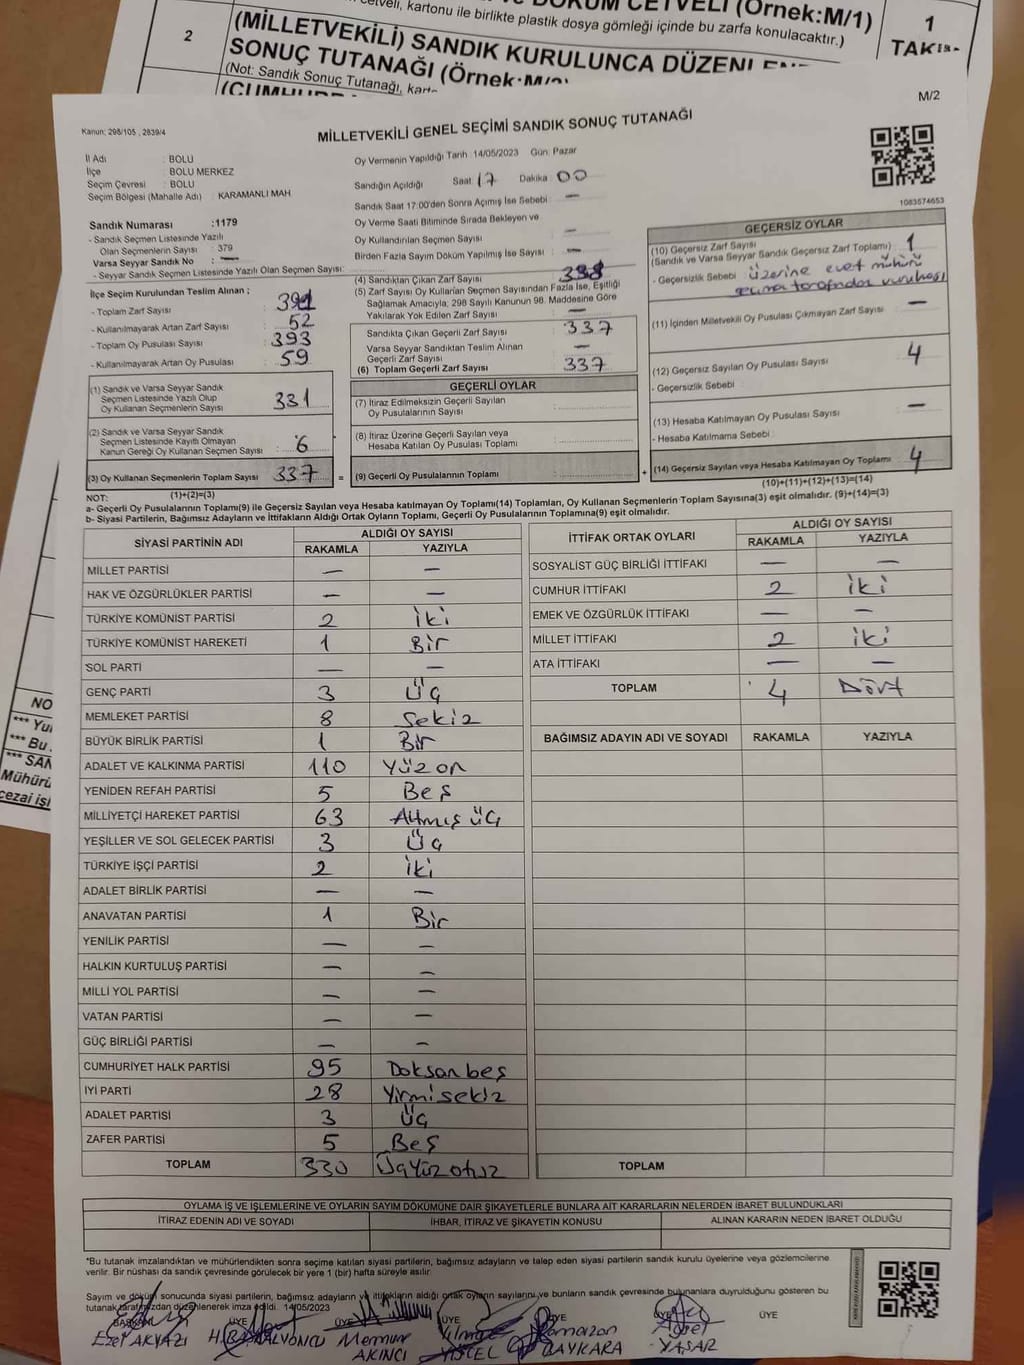 DÖKÜM CETVELİ (Örnek:M/1)
cetveli, kartonu ile birlikte plastik dosya gömleği içinde bu zarfa konulacaktır.)
1
TAKIM
2
(MİLLETVEKİLİ) SANDIK KURULUNCA DÜZENLENEN
SONUÇ TUTANAĞI (Örnek:M/2)
(Not: Sandık Sonuç Tutanağı,
M/2
Kanun: 298/105 , 2839/4
MİLLETVEKİLİ GENEL SEÇİMİ SANDIK SONUÇ TUTANAĞI
1083574653
İl Adı : BOLU
İlçe : BOLU MERKEZ
Seçim Çevresi : BOLU
Seçim Bölgesi (Mahalle Adı) : KARAMANLI MAH
Sandık Numarası :1179
- Sandık Seçmen Listesinde Yazılı
Olan Seçmenlerin Sayısı : 379
Varsa Seyyar Sandık No : —
- Seyyar Sandık Seçmen Listesinde Yazılı Olan Seçmen Sayısı:
Oy Vermenin Yapıldığı Tarih 14/05/2023 Gün: Pazar
Sandığın Açıldığı Saat 17 Dakika 00
Sandık Saat 17:00'den Sonra Açımış İse Sebebi —
Oy Verme Saati Bitiminde Sırada Bekleyen ve
Oy Kullandırılan Seçmen Sayısı —
Birden Fazla Sayım Döküm Yapılmış İse Sayısı —
İlçe Seçim Kurulundan Teslim Alınan ;
- Toplam Zarf Sayısı : 391
- Kullanılmayarak Artan Zarf Sayısı : 52
- Toplam Oy Pusulası Sayısı : 393
- Kullanılmayarak Artan Oy Pusulası : 59
(1) Sandık ve Varsa Seyyar Sandık
Seçmen Listesinde Yazılı Olup
Oy Kullanan Seçmenlerin Sayısı : 331
(2) Sandık ve Varsa Seyyar Sandık
Seçmen Listesinde Kayıtlı Olmayan
Kanun Gereği Oy Kullanan Seçmen Sayısı : 6
(3) Oy Kullanan Seçmenlerin Toplam Sayısı : 337
(1)+(2)=(3)
(4) Sandıktan Çıkan Zarf Sayısı : 338
(5) Zarf Sayısı Oy Kullanan Seçmen Sayısından Fazla İse, Eşitliği
Sağlamak Amacıyla, 298 Sayılı Kanunun 98. Maddesine Göre
Yakılarak Yok Edilen Zarf Sayısı : —
Sandıkta Çıkan Geçerli Zarf Sayısı : 337
Varsa Seyyar Sandıktan Teslim Alınan
Geçerli Zarf Sayısı : —
(6) Toplam Geçerli Zarf Sayısı : 337
GEÇERLİ OYLAR
(7) İtiraz Edilmeksizin Geçerli Sayılan
Oy Pusulalarının Sayısı :
(8) İtiraz Üzerine Geçerli Sayılan veya
Hesaba Katılan Oy Pusulası Toplamı :
= (9) Geçerli Oy Pusulalarının Toplamı :
GEÇERSİZ OYLAR
(10) Geçersiz Zarf Sayısı
(Sandık ve Varsa Seyyar Sandık Geçersiz Zarf Toplamı) : 1
- Geçersizlik Sebebi : üzerine evet mühürü
seçmen tarafından vurulması
(11) İçinden Milletvekili Oy Pusulası Çıkmayan Zarf Sayısı : —
(12) Geçersiz Sayılan Oy Pusulası Sayısı : 4
- Geçersizlik Sebebi :
(13) Hesaba Katılmayan Oy Pusulası Sayısı : —
- Hesaba Katılmama Sebebi :
+ (14) Geçersiz Sayılan veya Hesaba Katılmayan Oy Toplamı : 4
(10)+(11)+(12)+(13)=(14)
NOT:
a- Geçerli Oy Pusulalarının Toplamı(9) ile Geçersiz Sayılan veya Hesaba katılmayan Oy Toplamı(14) Toplamları, Oy Kullanan Seçmenlerin Toplam Sayısına(3) eşit olmalıdır. (9)+(14)=(3)
b- Siyasi Partilerin, Bağımsız Adayların ve İttifakların Aldığı Ortak Oyların Toplamı, Geçerli Oy Pusulalarının Toplamına(9) eşit olmalıdır.
SİYASİ PARTİNİN ADI ALDIĞI OY SAYISI
RAKAMLA YAZIYLA
MİLLET PARTİSİ — —
HAK VE ÖZGÜRLÜKLER PARTİSİ — —
TÜRKİYE KOMÜNİST PARTİSİ 2 İki
TÜRKİYE KOMÜNİST HAREKETİ 1 Bir
SOL PARTİ — —
GENÇ PARTİ 3 Üç
MEMLEKET PARTİSİ 8 Sekiz
BÜYÜK BİRLİK PARTİSİ 1 Bir
ADALET VE KALKINMA PARTİSİ 110 Yüzon
YENİDEN REFAH PARTİSİ 5 Beş
MİLLİYETÇİ HAREKET PARTİSİ 63 Altmış üç
YEŞİLLER VE SOL GELECEK PARTİSİ 3 Üç
TÜRKİYE İŞÇİ PARTİSİ 2 İki
ADALET BİRLİK PARTİSİ — —
ANAVATAN PARTİSİ 1 Bir
YENİLİK PARTİSİ — —
HALKIN KURTULUŞ PARTİSİ — —
MİLLİ YOL PARTİSİ — —
VATAN PARTİSİ — —
GÜÇ BİRLİĞİ PARTİSİ — —
CUMHURİYET HALK PARTİSİ 95 Doksanbeş
İYİ PARTİ 28 Yirmisekiz
ADALET PARTİSİ 3 Üç
ZAFER PARTİSİ 5 Beş
TOPLAM 330 Üçyüz otuz
İTTİFAK ORTAK OYLARI ALDIĞI OY SAYISI
RAKAMLA YAZIYLA
SOSYALİST GÜÇ BİRLİĞİ İTTİFAKI — —
CUMHUR İTTİFAKI 2 İki
EMEK VE ÖZGÜRLÜK İTTİFAKI — —
MİLLET İTTİFAKI 2 İki
ATA İTTİFAKI — —
TOPLAM 4 Dört
BAĞIMSIZ ADAYIN ADI VE SOYADI RAKAMLA YAZIYLA
TOPLAM
OYLAMA İŞ VE İŞLEMLERİNE VE OYLARIN SAYIM DÖKÜMÜNE DAİR ŞİKAYETLERLE BUNLARA AİT KARARLARIN NELERDEN İBARET BULUNDUKLARI
İTİRAZ EDENİN ADI VE SOYADI İHBAR, İTİRAZ VE ŞİKAYETİN KONUSU ALINAN KARARIN NEDEN İBARET OLDUĞU
*Bu tutanak imzalandıktan ve mühürlendikten sonra seçime katılan siyasi partilerin, bağımsız adayların ve talep eden siyasi partilerin sandık kurulu üyelerine veya gözlemcilerine
verilir. Bir nüshası da sandık çevresinde görülecek bir yere 1 (bir) hafta süreyle asılır.
Sayım ve döküm sonucunda siyasi partilerin, bağımsız adayların ve ittifakların aldığı ortak oyların sayılarını ve bunların sandık çevresinde bulunanlara duyrulduğunu gösteren bu
tutanak tarafımızdan düzenlenerek imza edildi. 14/05/2023
BAŞKAN ÜYE ÜYE ÜYE ÜYE ÜYE ÜYE
Ezel AKYAZI
Memnun AKINCI
Yılmaz YÜCEL
Ramazan BAYKARA
YAŞAR